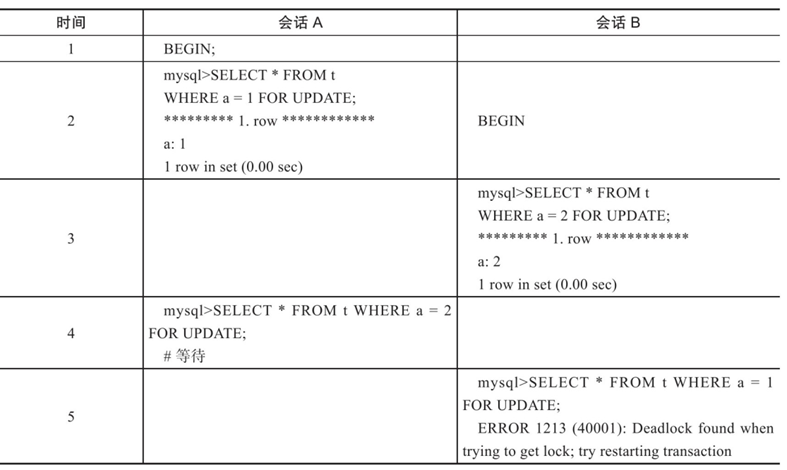 时间 会话 A 会话 B
1 BEGIN;
mysql>SELECT * FROM t
WHERE a = 1 FOR UPDATE;
********* 1. row ************
a: 1
1 row in set (0.00 sec)
2 BEGIN
mysql>SELECT * FROM t
WHERE a = 2 FOR UPDATE;
********* 1. row ************
a: 2
1 row in set (0.00 sec)
3
mysql>SELECT * FROM t WHERE a = 2
FOR UPDATE;
# 等待
4
mysql>SELECT * FROM t WHERE a = 1
FOR UPDATE;
ERROR 1213 (40001): Deadlock found when
trying to get lock; try restarting transaction
5